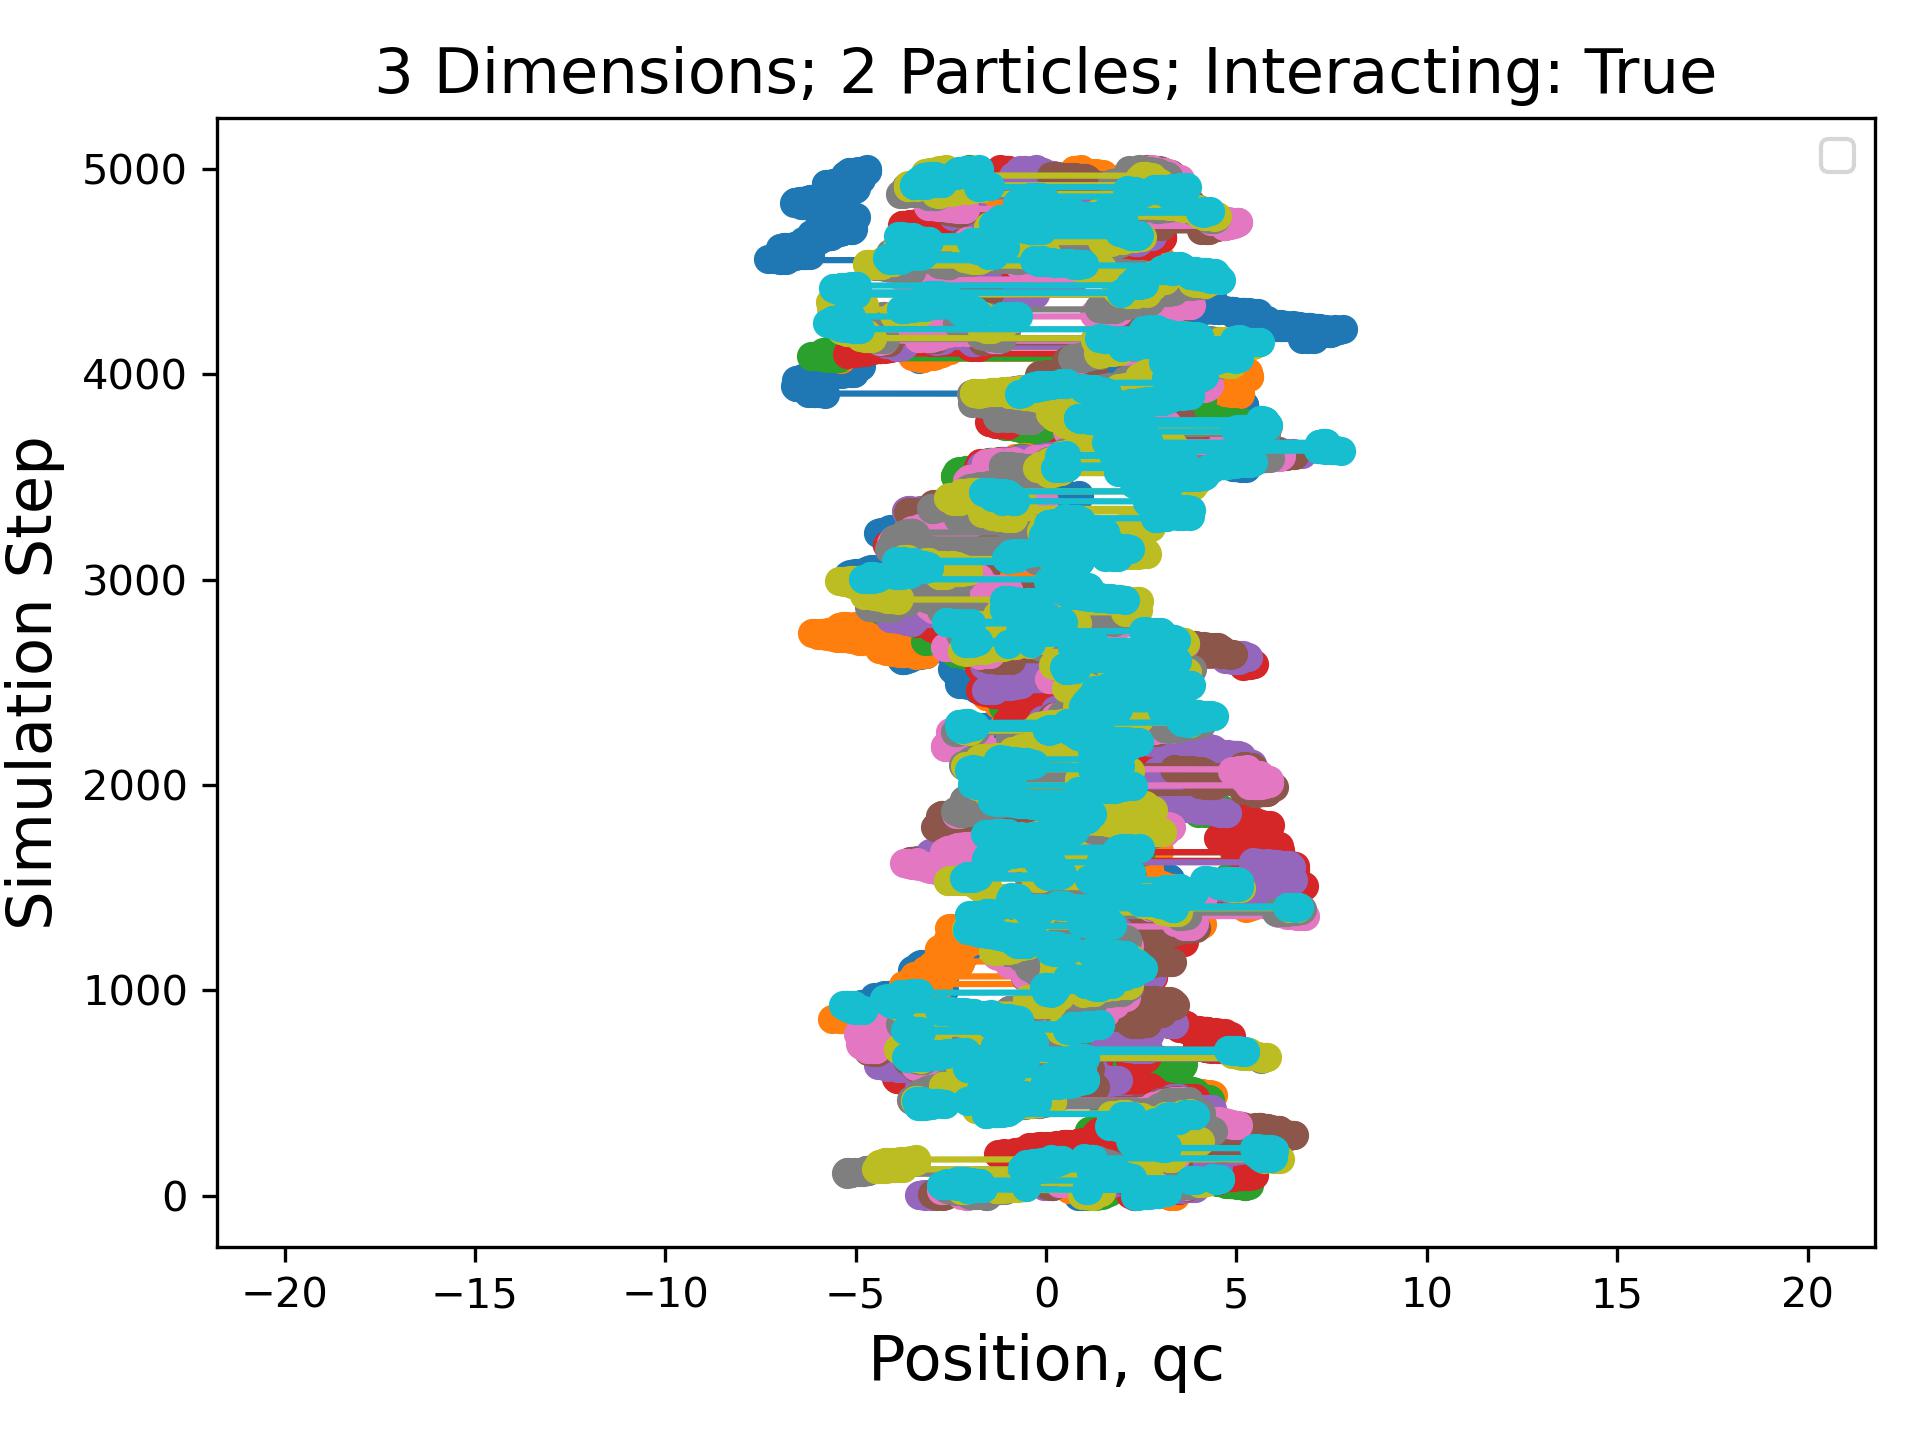 3 Dimensions; 2 Particles; Interacting: True
Simulation Step
5000
4000
3000
2000
1000
0
−20 −15 −10 −5 0 5 10 15 20
Position, qc